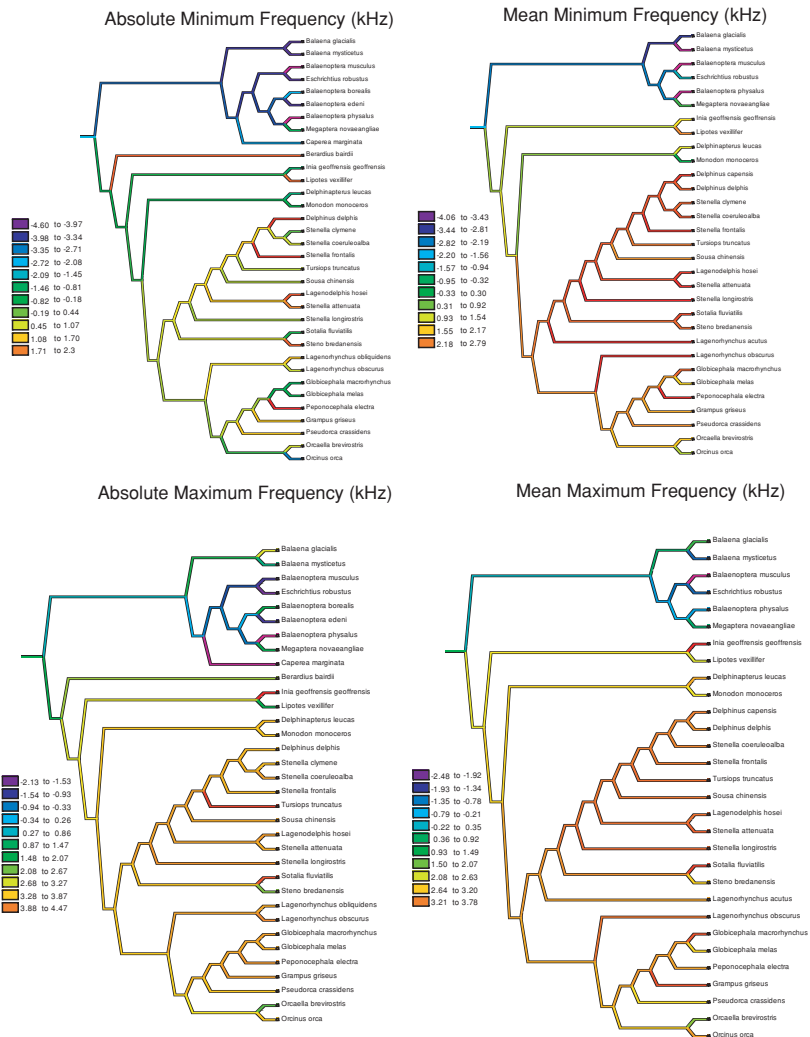 Absolute Minimum Frequency (kHz)
Balaena glacialis
Balaena mysticetus
Balaenoptera musculus
Eschrichtius robustus
Balaenoptera borealis
Balaenoptera edeni
Balaenoptera physalus
Megaptera novaeangliae
Caperea marginata
Berardius bairdii
Inia geoffrensis geoffrensis
Lipotes vexillifer
Delphinapterus leucas
Monodon monoceros
Delphinus delphis
Stenella clymene
Stenella coeruleoalba
Stenella frontalis
Tursiops truncatus
Sousa chinensis
Lagenodelphis hosei
Stenella attenuata
Stenella longirostris
Sotalia fluviatilis
Steno bredanensis
Lagenorhynchus obliquidens
Lagenorhynchus obscurus
Globicephala macrorhynchus
Globicephala melas
Peponocephala electra
Grampus griseus
Pseudorca crassidens
Orcaella brevirostris
Orcinus orca
-4.60 to -3.97
-3.98 to -3.34
-3.35 to -2.71
-2.72 to -2.08
-2.09 to -1.45
-1.46 to -0.81
-0.82 to -0.18
-0.19 to 0.44
0.45 to 1.07
1.08 to 1.70
1.71 to 2.3
Mean Minimum Frequency (kHz)
Balaena glacialis
Balaena mysticetus
Balaenoptera musculus
Eschrichtius robustus
Balaenoptera physalus
Megaptera novaeangliae
Inia geoffrensis geoffrensis
Lipotes vexillifer
Delphinapterus leucas
Monodon monoceros
Delphinus capensis
Delphinus delphis
Stenella clymene
Stenella coeruleoalba
Stenella frontalis
Tursiops truncatus
Sousa chinensis
Lagenodelphis hosei
Stenella attenuata
Stenella longirostris
Sotalia fluviatilis
Steno bredanensis
Lagenorhynchus acutus
Lagenorhynchus obscurus
Globicephala macrorhynchus
Globicephala melas
Peponocephala electra
Grampus griseus
Pseudorca crassidens
Orcaella brevirostris
Orcinus orca
-4.06 to -3.43
-3.44 to -2.81
-2.82 to -2.19
-2.20 to -1.56
-1.57 to -0.94
-0.95 to -0.32
-0.33 to 0.30
0.31 to 0.92
0.93 to 1.54
1.55 to 2.17
2.18 to 2.79
Absolute Maximum Frequency (kHz)
Balaena glacialis
Balaena mysticetus
Balaenoptera musculus
Eschrichtius robustus
Balaenoptera borealis
Balaenoptera edeni
Balaenoptera physalus
Megaptera novaeangliae
Caperea marginata
Berardius bairdii
Inia geoffrensis geoffrensis
Lipotes vexillifer
Delphinapterus leucas
Monodon monoceros
Delphinus delphis
Stenella clymene
Stenella coeruleoalba
Stenella frontalis
Tursiops truncatus
Sousa chinensis
Lagenodelphis hosei
Stenella attenuata
Stenella longirostris
Sotalia fluviatilis
Steno bredanensis
Lagenorhynchus obliquidens
Lagenorhynchus obscurus
Globicephala macrorhynchus
Globicephala melas
Peponocephala electra
Grampus griseus
Pseudorca crassidens
Orcaella brevirostris
Orcinus orca
-2.13 to -1.53
-1.54 to -0.93
-0.94 to -0.33
-0.34 to 0.26
0.27 to 0.86
0.87 to 1.47
1.48 to 2.07
2.08 to 2.67
2.68 to 3.27
3.28 to 3.87
3.88 to 4.47
Mean Maximum Frequency (kHz)
Balaena glacialis
Balaena mysticetus
Balaenoptera musculus
Eschrichtius robustus
Balaenoptera physalus
Megaptera novaeangliae
Inia geoffrensis geoffrensis
Lipotes vexillifer
Delphinapterus leucas
Monodon monoceros
Delphinus capensis
Delphinus delphis
Stenella coeruleoalba
Stenella frontalis
Tursiops truncatus
Sousa chinensis
Lagenodelphis hosei
Stenella attenuata
Stenella longirostris
Sotalia fluviatilis
Steno bredanensis
Lagenorhynchus acutus
Lagenorhynchus obscurus
Globicephala macrorhynchus
Globicephala melas
Peponocephala electra
Grampus griseus
Pseudorca crassidens
Orcaella brevirostris
Orcinus orca
-2.48 to -1.92
-1.93 to -1.34
-1.35 to -0.78
-0.79 to -0.21
-0.22 to 0.35
0.36 to 0.92
0.93 to 1.49
1.50 to 2.07
2.08 to 2.63
2.64 to 3.20
3.21 to 3.78